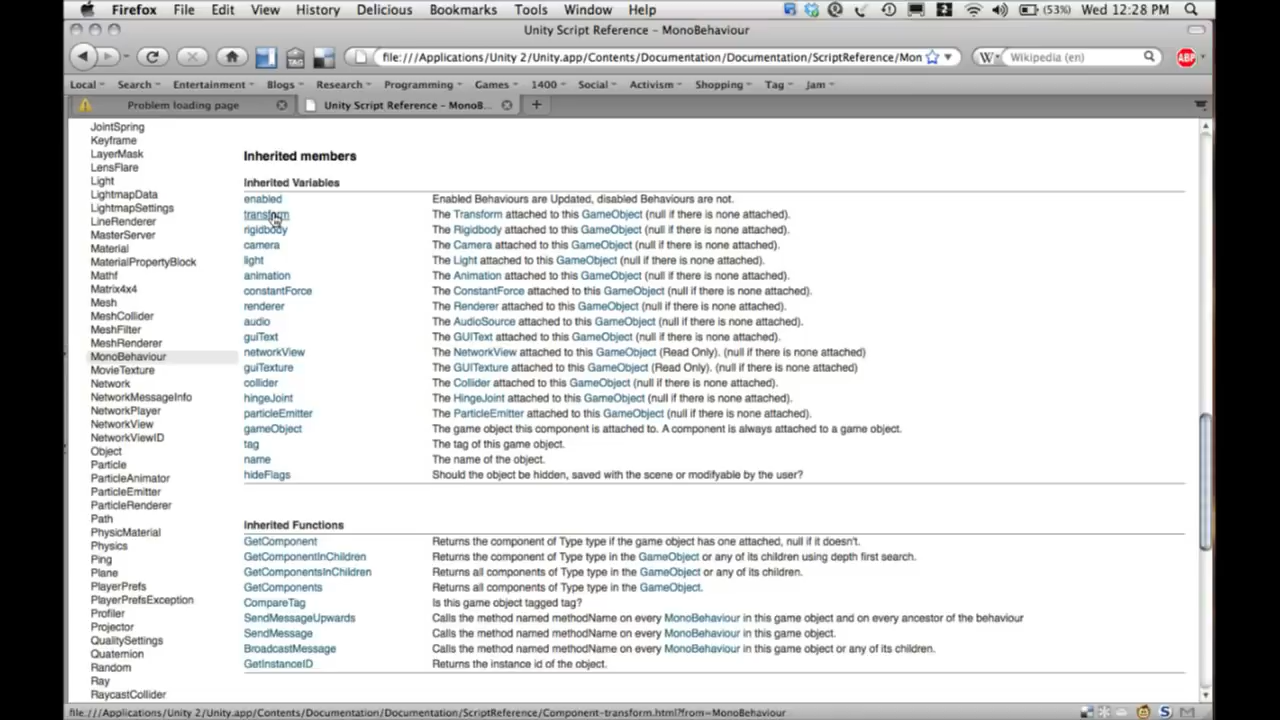 Firefox File Edit View History Delicious Bookmarks Tools Window Help (53%) Wed 12:28 PM
Unity Script Reference – MonoBehaviour
file:///Applications/Unity 2/Unity.app/Contents/Documentation/Documentation/ScriptReference/Mon W Wikipedia (en) ABP
Local Search Entertainment Blogs Research Programming Games 1400 Social Activism Shopping Tag Jam
Problem loading page Unity Script Reference – MonoB...
JointSpring
Keyframe
LayerMask
LensFlare
Light
LightmapData
LightmapSettings
LineRenderer
MasterServer
Material
MaterialPropertyBlock
Mathf
Matrix4x4
Mesh
MeshCollider
MeshFilter
MeshRenderer
MonoBehaviour
MovieTexture
Network
NetworkMessageInfo
NetworkPlayer
NetworkView
NetworkViewID
Object
Particle
ParticleAnimator
ParticleEmitter
ParticleRenderer
Path
PhysicMaterial
Physics
Ping
Plane
PlayerPrefs
PlayerPrefsException
Profiler
Projector
QualitySettings
Quaternion
Random
Ray
RaycastCollider
Inherited members
Inherited Variables
enabled Enabled Behaviours are Updated, disabled Behaviours are not.
transform The Transform attached to this GameObject (null if there is none attached).
rigidbody The Rigidbody attached to this GameObject (null if there is none attached).
camera The Camera attached to this GameObject (null if there is none attached).
light The Light attached to this GameObject (null if there is none attached).
animation The Animation attached to this GameObject (null if there is none attached).
constantForce The ConstantForce attached to this GameObject (null if there is none attached).
renderer The Renderer attached to this GameObject (null if there is none attached).
audio The AudioSource attached to this GameObject (null if there is none attached).
guiText The GUIText attached to this GameObject (null if there is none attached).
networkView The NetworkView attached to this GameObject (Read Only). (null if there is none attached)
guiTexture The GUITexture attached to this GameObject (Read Only). (null if there is none attached)
collider The Collider attached to this GameObject (null if there is none attached).
hingeJoint The HingeJoint attached to this GameObject (null if there is none attached).
particleEmitter The ParticleEmitter attached to this GameObject (null if there is none attached).
gameObject The game object this component is attached to. A component is always attached to a game object.
tag The tag of this game object.
name The name of the object.
hideFlags Should the object be hidden, saved with the scene or modifyable by the user?
Inherited Functions
GetComponent Returns the component of Type type if the game object has one attached, null if it doesn't.
GetComponentInChildren Returns the component of Type type in the GameObject or any of its children using depth first search.
GetComponentsInChildren Returns all components of Type type in the GameObject or any of its children.
GetComponents Returns all components of Type type in the GameObject.
CompareTag Is this game object tagged tag?
SendMessageUpwards Calls the method named methodName on every MonoBehaviour in this game object and on every ancestor of the behaviour
SendMessage Calls the method named methodName on every MonoBehaviour in this game object.
BroadcastMessage Calls the method named methodName on every MonoBehaviour in this game object or any of its children.
GetInstanceID Returns the instance id of the object.
file:///Applications/Unity 2/Unity.app/Contents/Documentation/Documentation/ScriptReference/Component-transform.html?from=MonoBehaviour